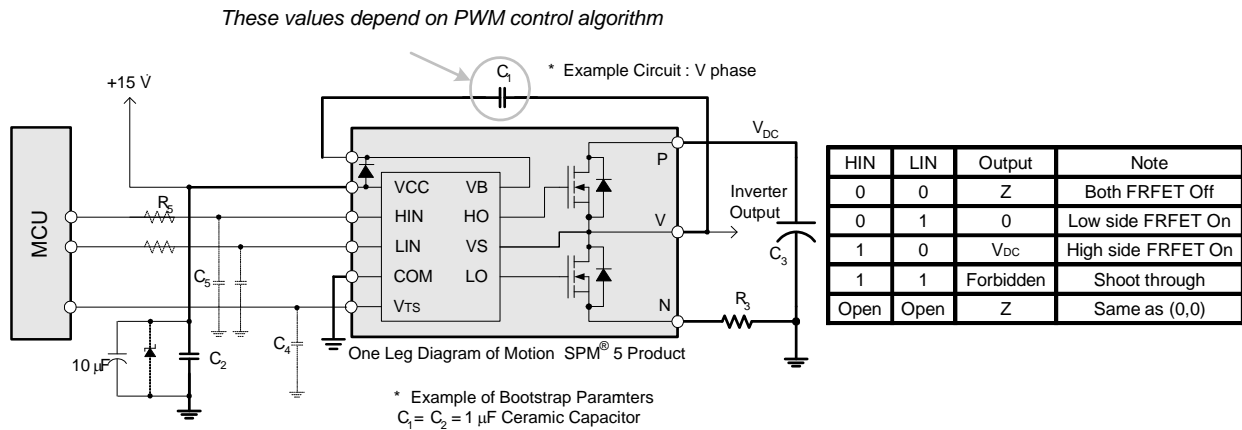 These values depend on PWM control algorithm
C1
* Example Circuit : V phase
+15 V
VDC
MCU
R5
C5
C4
10 μF
C2
VCC
HIN
LIN
COM
VTS
VB
HO
VS
LO
P
V
N
Inverter
Output
C3
R3
One Leg Diagram of Motion SPM® 5 Product
* Example of Bootstrap Paramters
C1= C2 = 1 μF Ceramic Capacitor
HIN LIN Output Note
0 0 Z Both FRFET Off
0 1 0 Low side FRFET On
1 0 VDC High side FRFET On
1 1 Forbidden Shoot through
Open Open Z Same as (0,0)